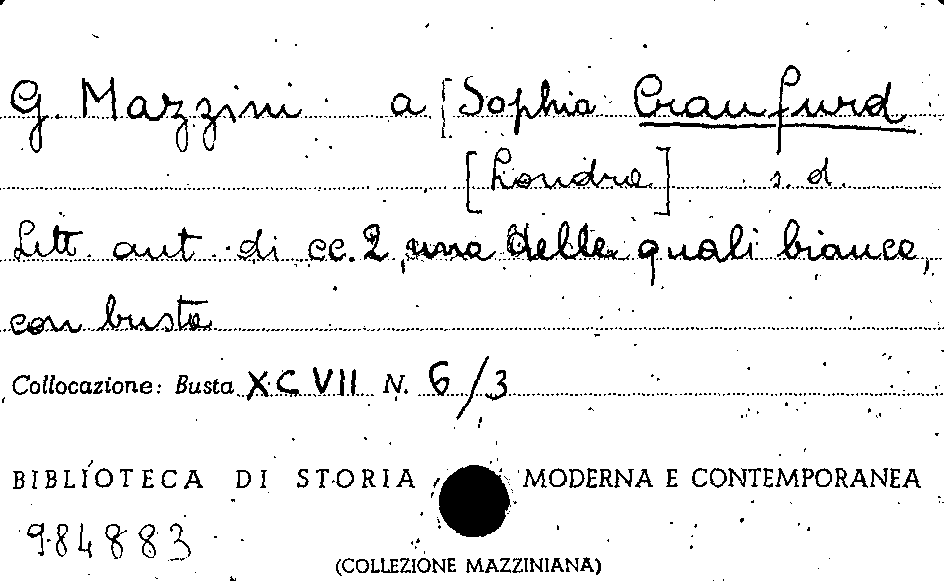 G. Mazzini a [Sophia Craufurd
[Londra] s.d.
Lett. aut. di cc. 2, una delle quali bianca,
con busta
Collocazione: Busta XCVII N. 6/3
BIBLIOTECA DI STORIA MODERNA E CONTEMPORANEA
984883
(COLLEZIONE MAZZINIANA)